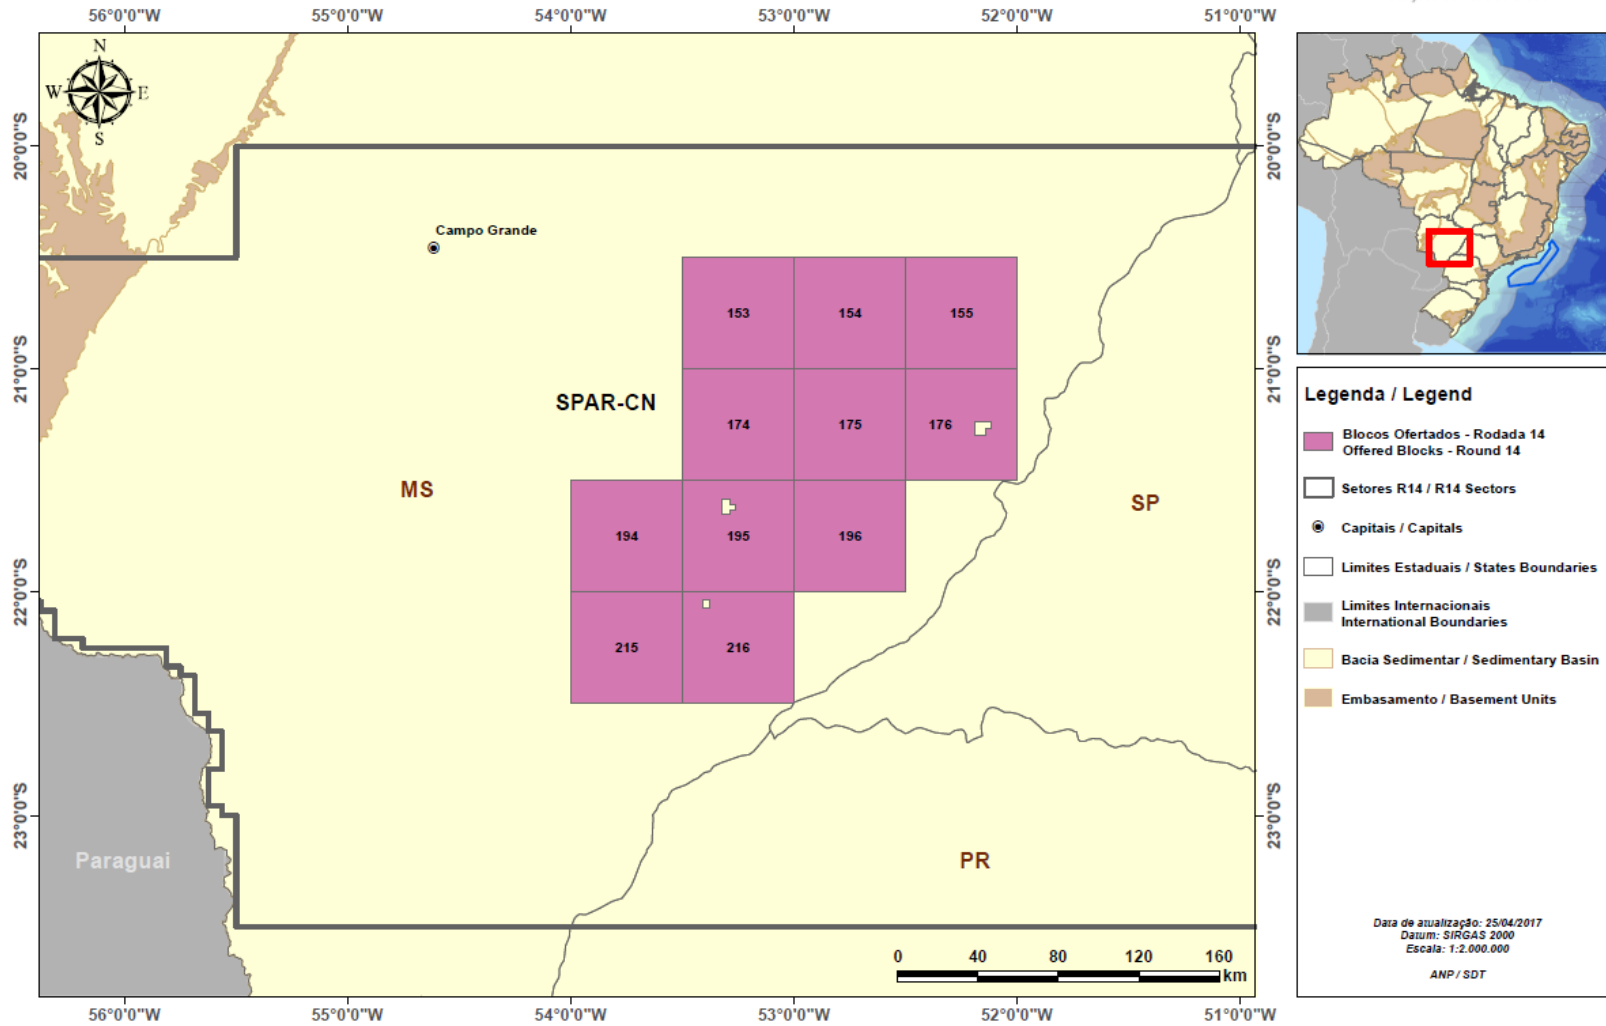 56°0'0"W 55°0'0"W 54°0'0"W 53°0'0"W 52°0'0"W 51°0'0"W
N
W E
S
20°0'0"S 20°0'0"S
Campo Grande
153 154 155
21°0'0"S 21°0'0"S
SPAR-CN
174 175 176
MS
SP
194 195 196
22°0'0"S 22°0'0"S
215 216
23°0'0"S 23°0'0"S
Paraguai
PR
0 40 80 120 160
km
56°0'0"W 55°0'0"W 54°0'0"W 53°0'0"W 52°0'0"W 51°0'0"W
Legenda / Legend
Blocos Ofertados - Rodada 14
Offered Blocks - Round 14
Setores R14 / R14 Sectors
Capitais / Capitals
Limites Estaduais / States Boundaries
Limites Internacionais
International Boundaries
Bacia Sedimentar / Sedimentary Basin
Embasamento / Basement Units
Data de atualização: 25/04/2017
Datum: SIRGAS 2000
Escala: 1:2.000.000
ANP / SDT